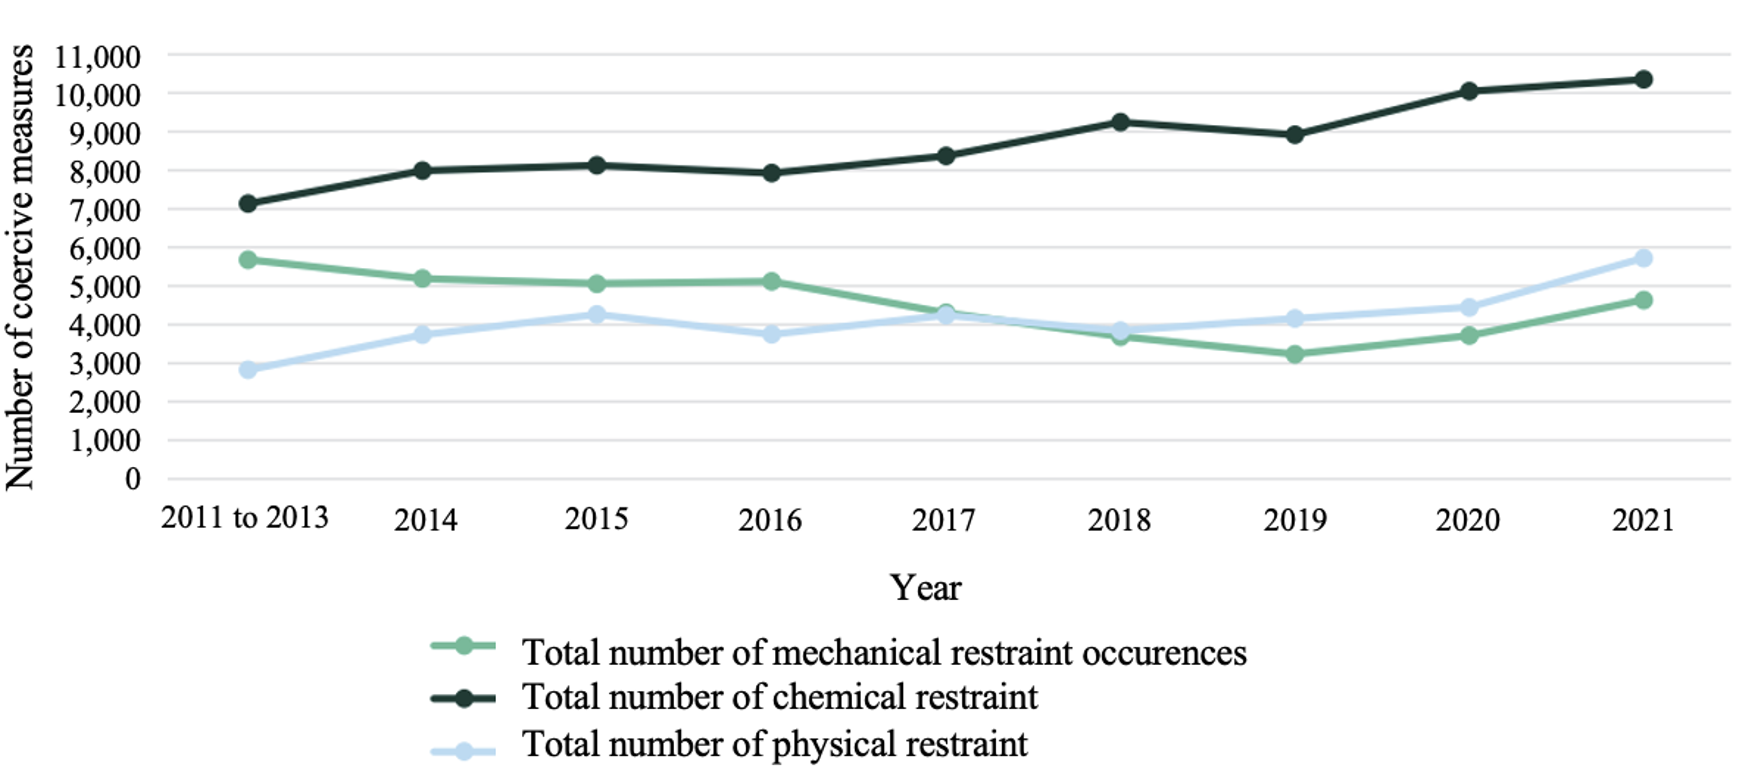 Number of coercive measures
11,000
10,000
9,000
8,000
7,000
6,000
5,000
4,000
3,000
2,000
1,000
0
2011 to 2013 2014 2015 2016 2017 2018 2019 2020 2021
Year
Total number of mechanical restraint occurences
Total number of chemical restraint
Total number of physical restraint